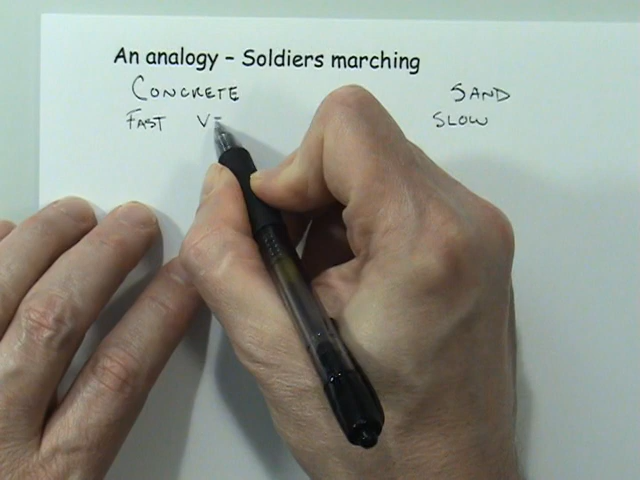 An analogy – Soldiers marching
CONCRETE SAND
FAST V= SLOW